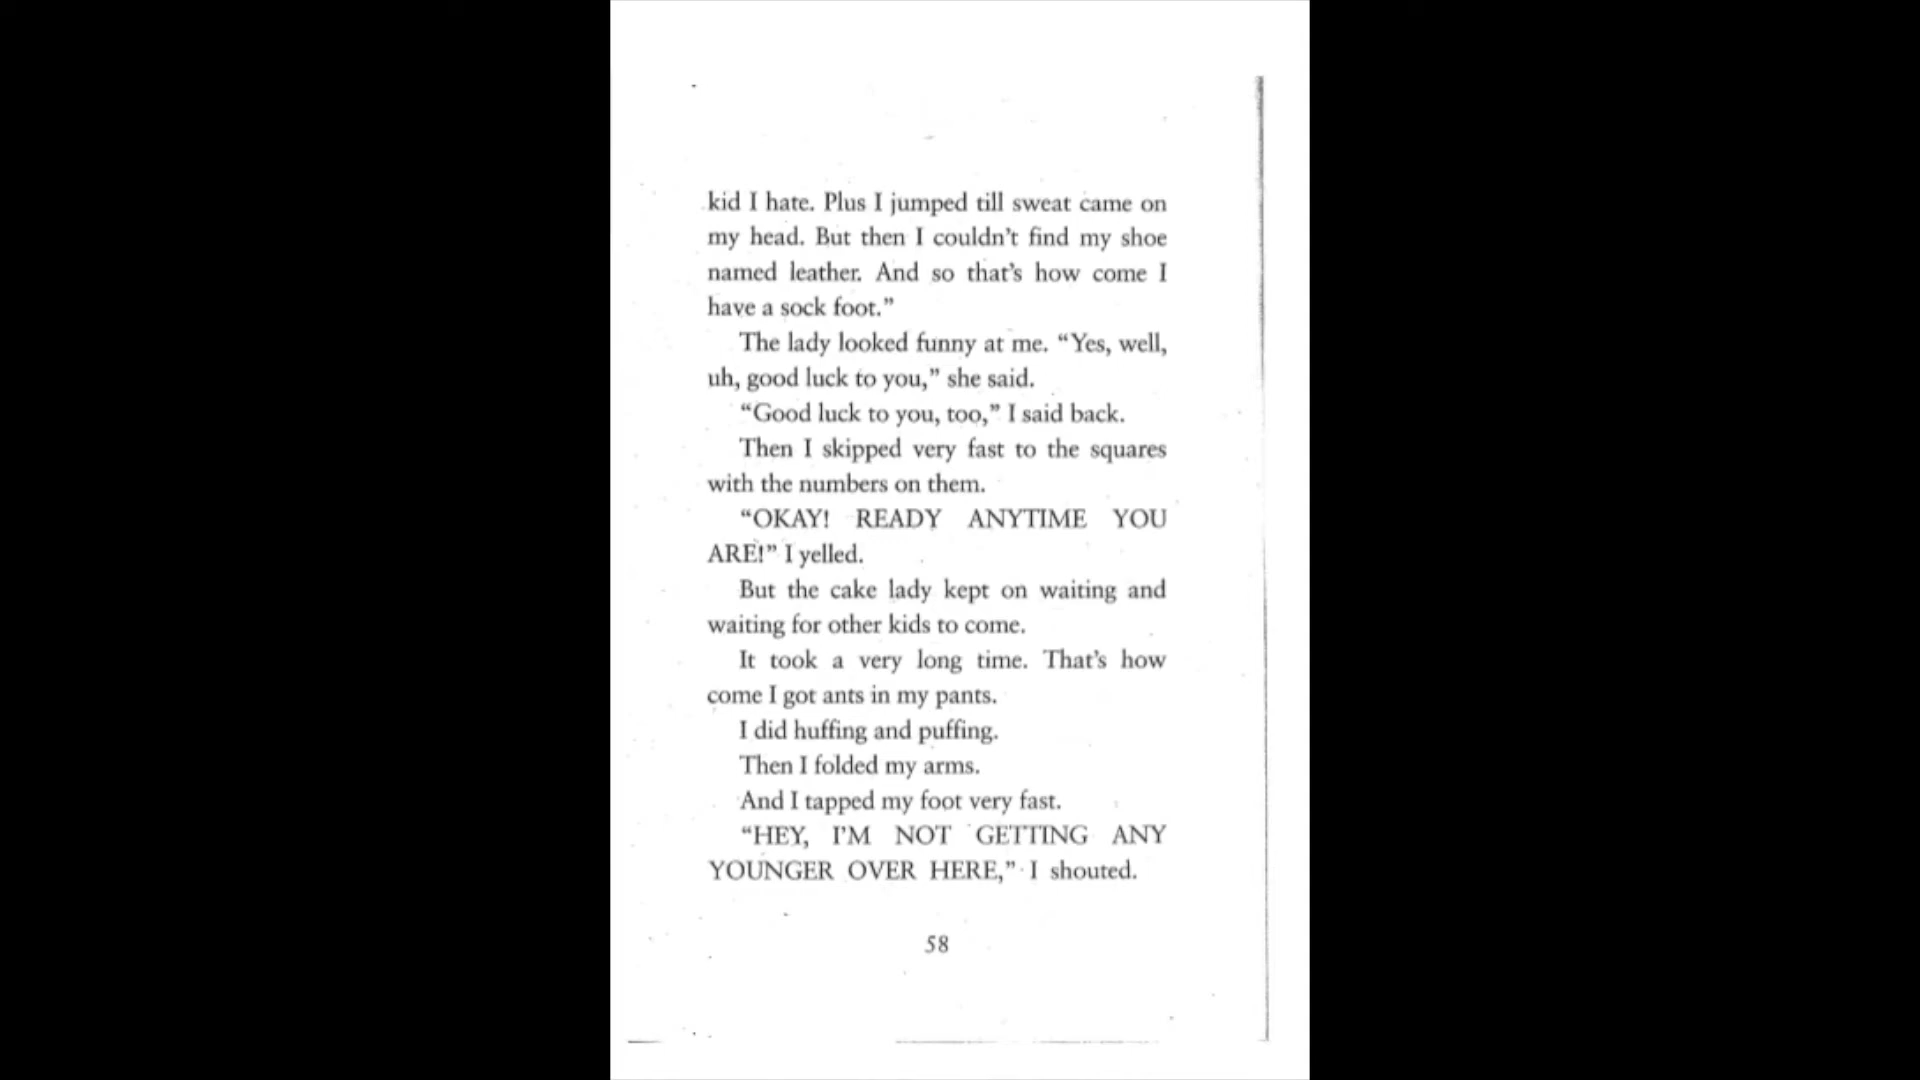 kid I hate. Plus I jumped till sweat came on
my head. But then I couldn’t find my shoe
named leather. And so that’s how come I
have a sock foot.”
The lady looked funny at me. “Yes, well,
uh, good luck to you,” she said.
“Good luck to you, too,” I said back.
Then I skipped very fast to the squares
with the numbers on them.
“OKAY! READY ANYTIME YOU
ARE!” I yelled.
But the cake lady kept on waiting and
waiting for other kids to come.
It took a very long time. That’s how
come I got ants in my pants.
I did huffing and puffing.
Then I folded my arms.
And I tapped my foot very fast.
“HEY, I’M NOT GETTING ANY
YOUNGER OVER HERE,” I shouted.
58